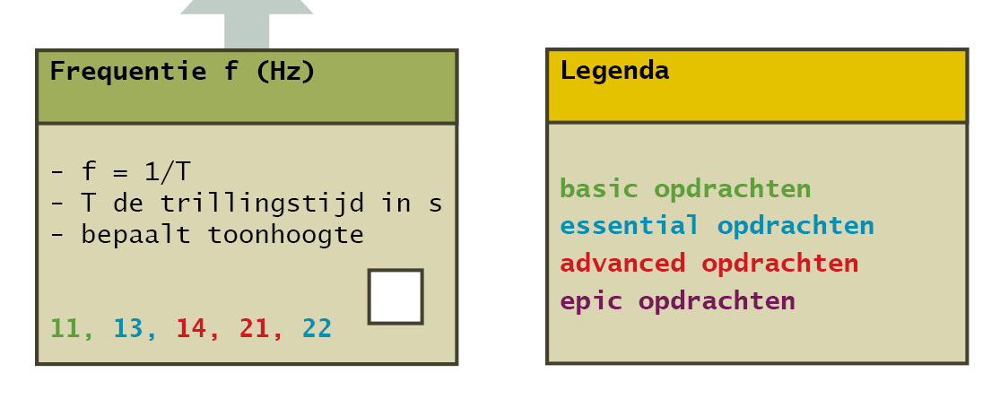 Frequentie f (Hz)
- f = 1/T
- T de trillingstijd in s
- bepaalt toonhoogte
11, 13, 14, 21, 22
Legenda
basic opdrachten
essential opdrachten
advanced opdrachten
epic opdrachten